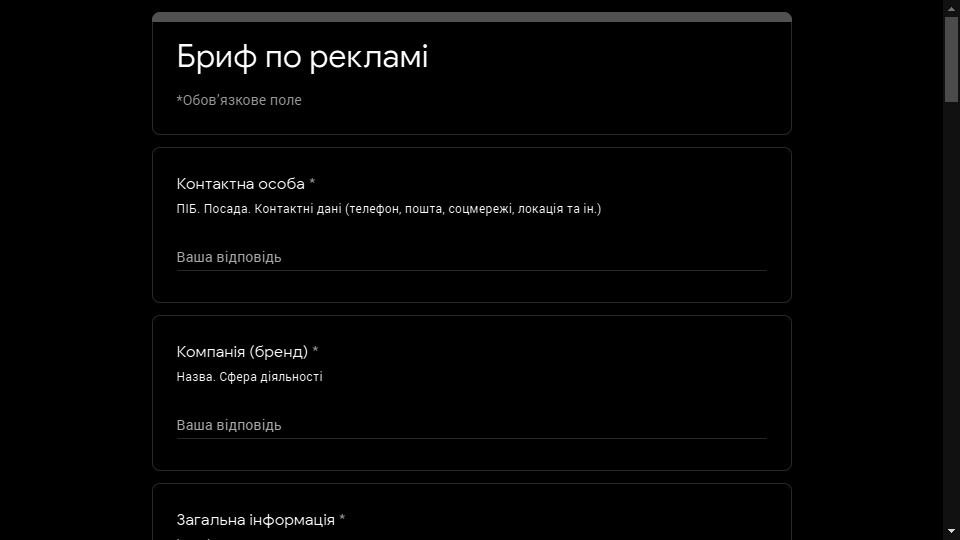 Бриф по рекламі
*Обов’язкове поле
Контактна особа *
ПІБ. Посада. Контактні дані (телефон, пошта, соцмережі, локація та ін.)
Ваша відповідь
Компанія (бренд) *
Назва. Сфера діяльності
Ваша відповідь
Загальна інформація *